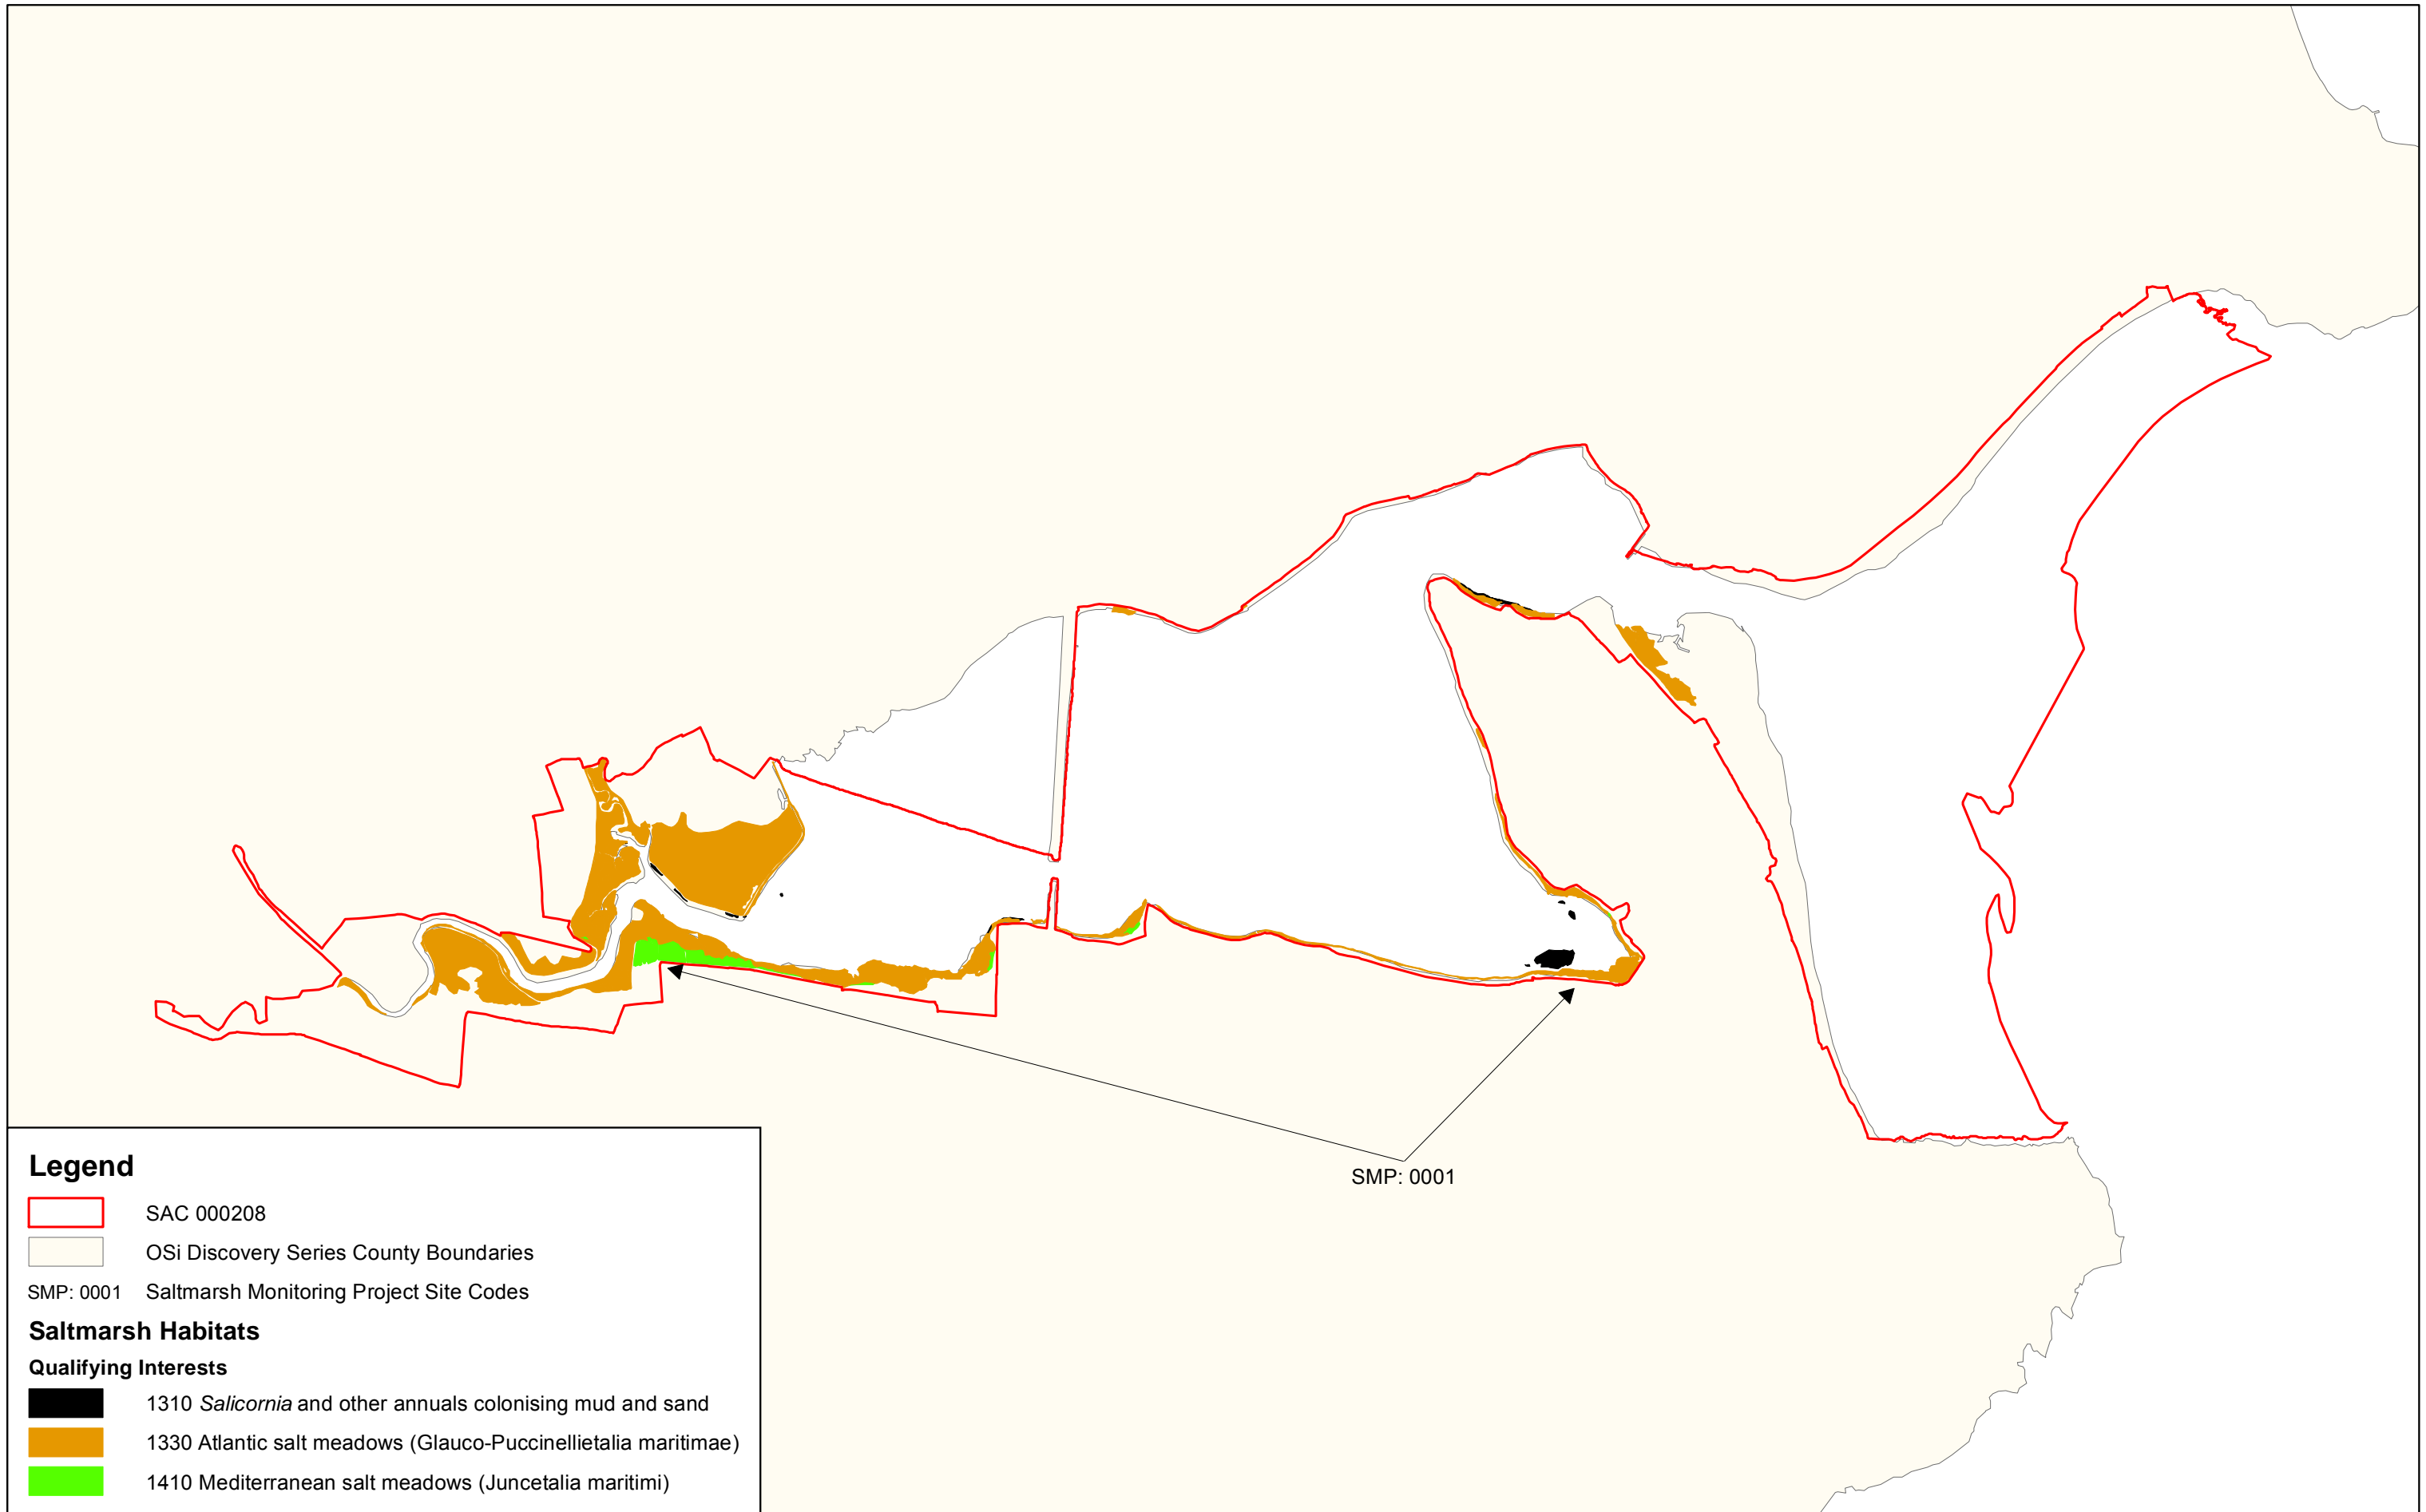 SMP: 0001
Legend
SAC 000208
OSi Discovery Series County Boundaries
SMP: 0001 Saltmarsh Monitoring Project Site Codes
Saltmarsh Habitats
Qualifying Interests
1310 Salicornia and other annuals colonising mud and sand
1330 Atlantic salt meadows (Glauco-Puccinellietalia maritimae)
1410 Mediterranean salt meadows (Juncetalia maritimi)